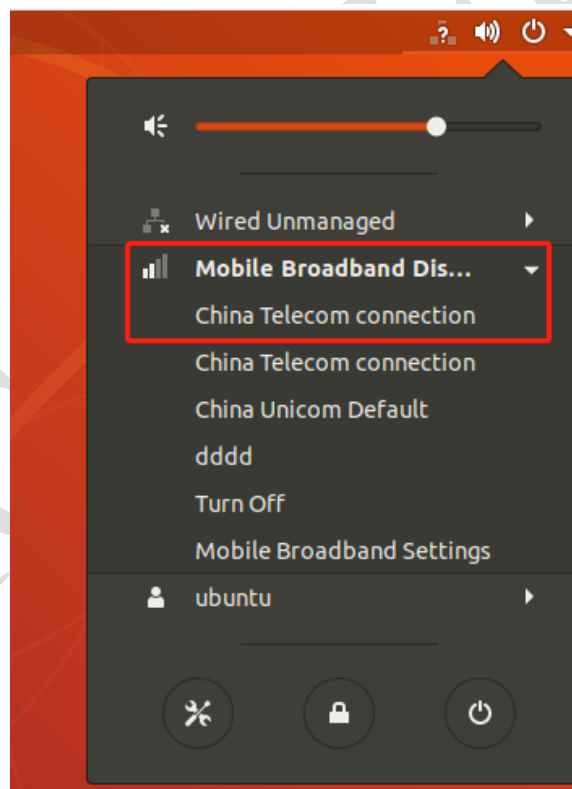 ?
Wired Unmanaged
Mobile Broadband Dis...
China Telecom connection
China Telecom connection
China Unicom Default
dddd
Turn Off
Mobile Broadband Settings
ubuntu